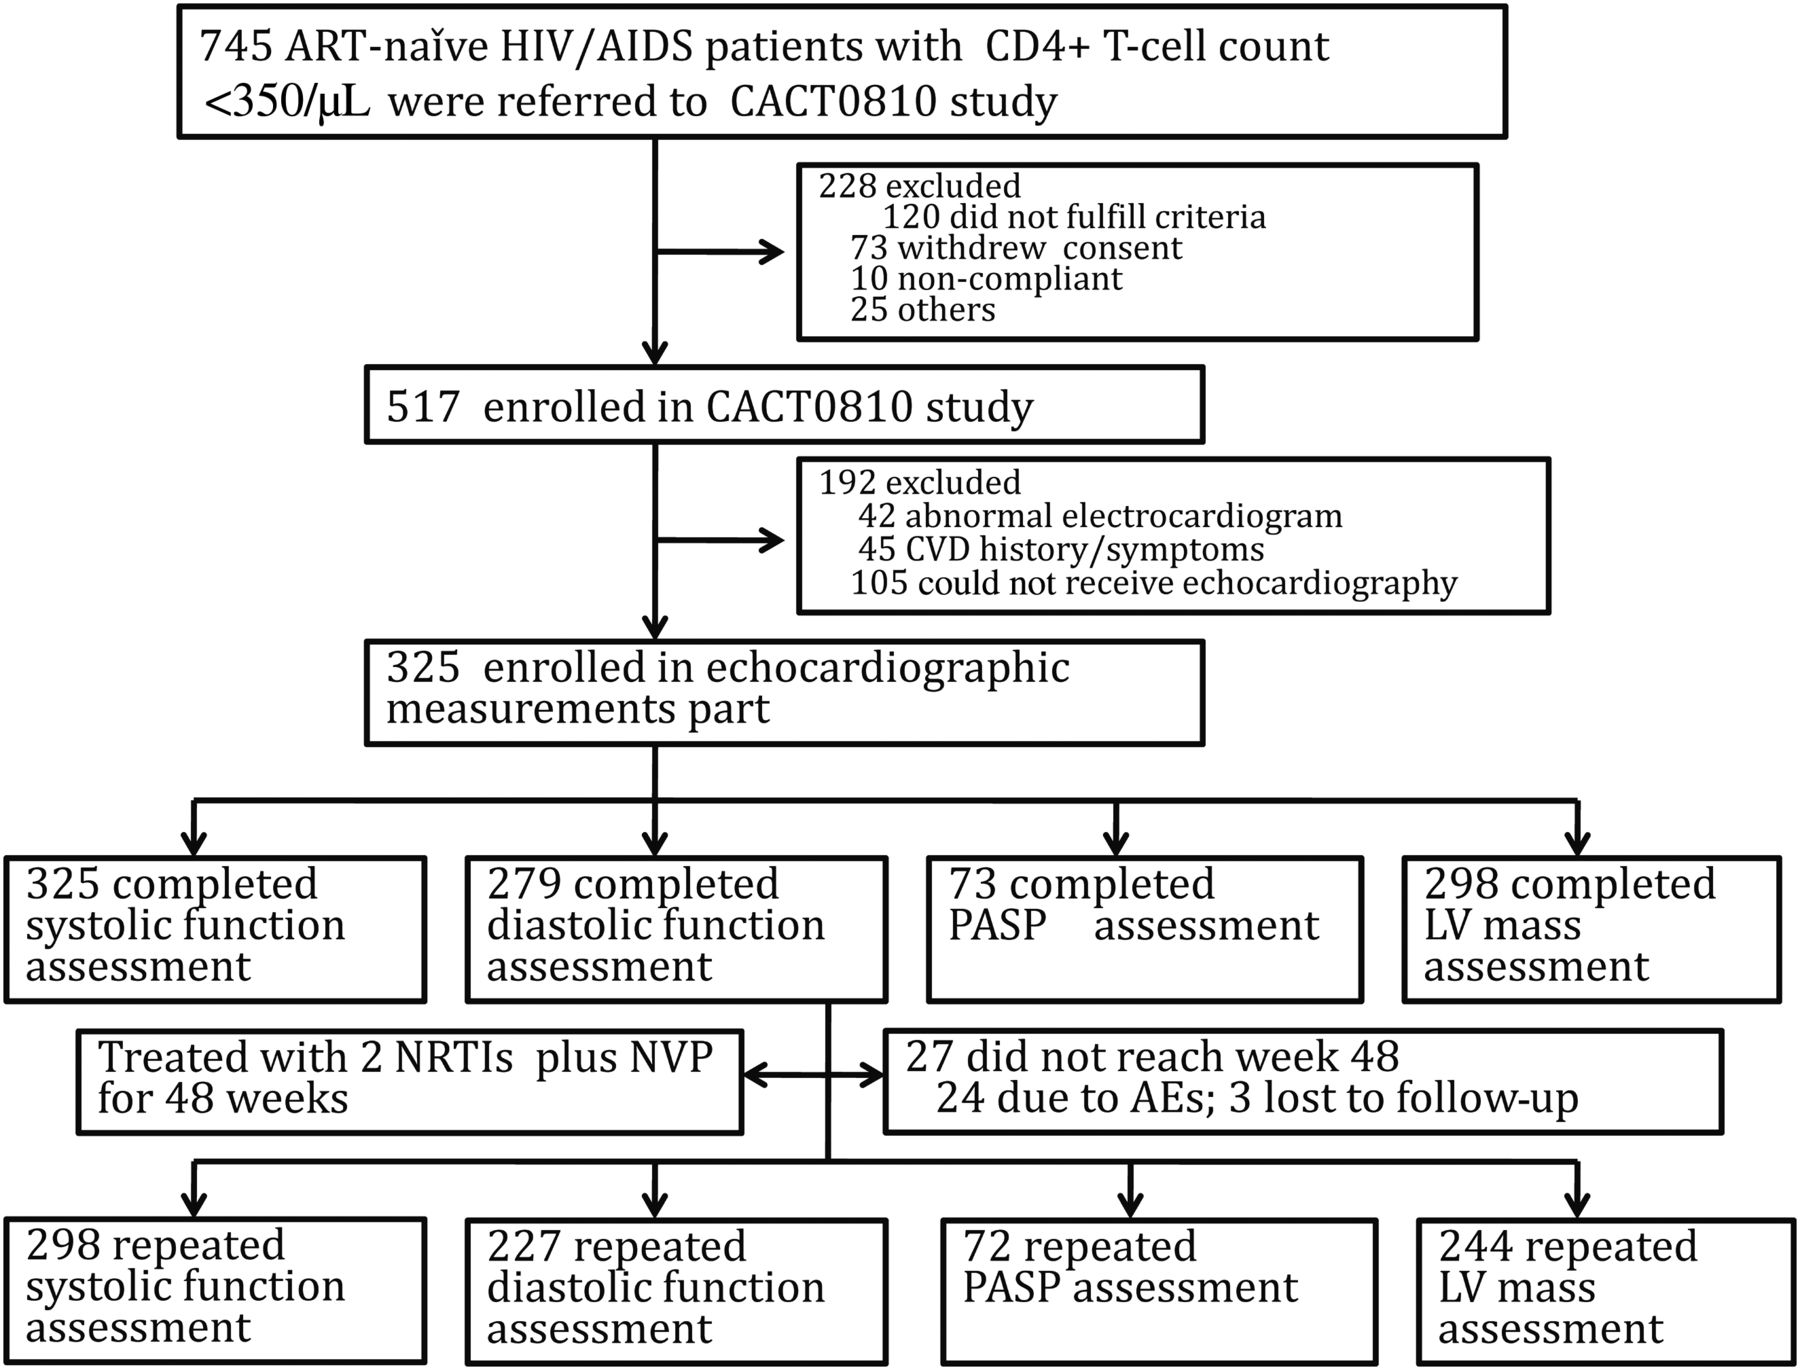 745 ART-naǐve HIV/AIDS patients with CD4+ T-cell count
<350/μL were referred to CACT0810 study
228 excluded
120 did not fulfill criteria
73 withdrew consent
10 non-compliant
25 others
517 enrolled in CACT0810 study
192 excluded
42 abnormal electrocardiogram
45 CVD history/symptoms
105 could not receive echocardiography
325 enrolled in echocardiographic
measurements part
325 completed
systolic function
assessment
279 completed
diastolic function
assessment
73 completed
PASP assessment
298 completed
LV mass
assessment
Treated with 2 NRTIs plus NVP
for 48 weeks
27 did not reach week 48
24 due to AEs; 3 lost to follow-up
298 repeated
systolic function
assessment
227 repeated
diastolic function
assessment
72 repeated
PASP assessment
244 repeated
LV mass
assessment